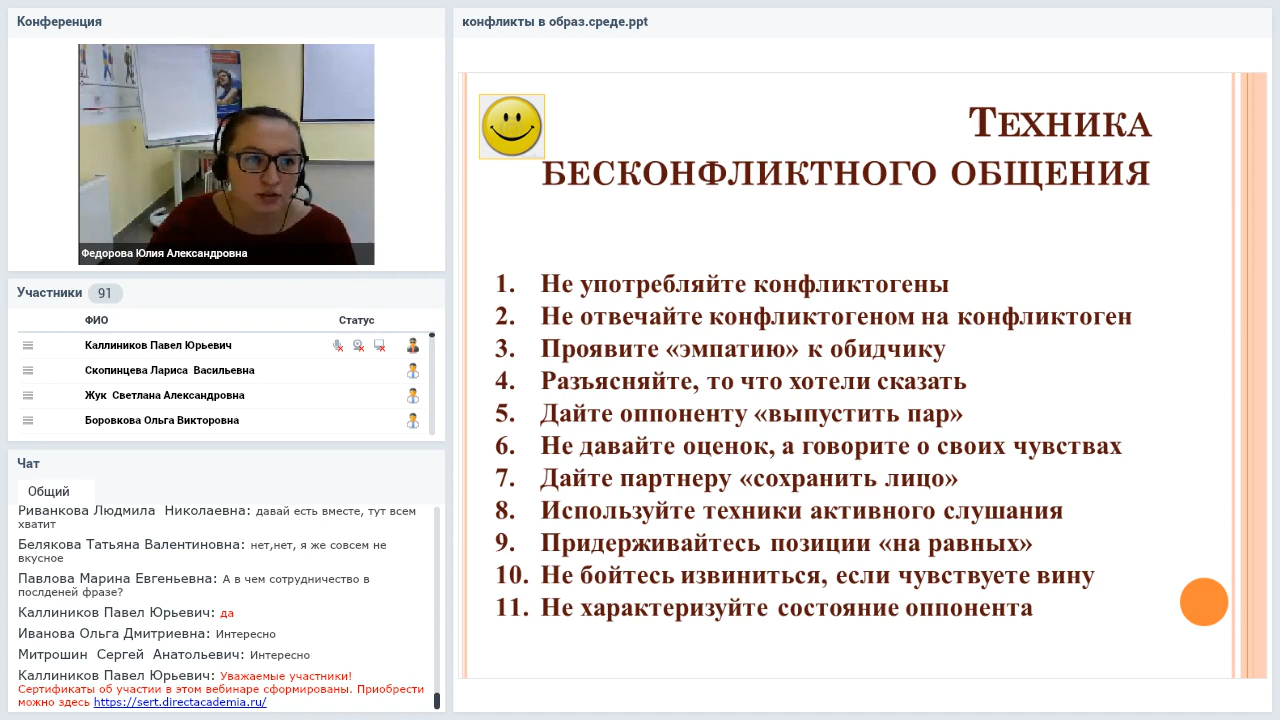 Конференция
Федорова Юлия Александровна
Участники 91
ФИО Статус
Каллиников Павел Юрьевич
Скопинцева Лариса Васильевна
Жук Светлана Александровна
Боровкова Ольга Викторовна
Чат
Общий
Риванкова Людмила Николаевна: давай есть вместе, тут всем
хватит
Белякова Татьяна Валентиновна: нет,нет, я же совсем не
вкусное
Павлова Марина Евгеньевна: А в чем сотрудничество в
послденей фразе?
Каллиников Павел Юрьевич: да
Иванова Ольга Дмитриевна: Интересно
Митрошин Сергей Анатольевич: Интересно
Каллиников Павел Юрьевич: Уважаемые участники!
Сертификаты об участии в этом вебинаре сформированы. Приобрести
можно здесь https://sert.directacademia.ru/
конфликты в образ.среде.ppt
Техника
бесконфликтного общения
1. Не употребляйте конфликтогены
2. Не отвечайте конфликтогеном на конфликтоген
3. Проявите «эмпатию» к обидчику
4. Разъясняйте, то что хотели сказать
5. Дайте оппоненту «выпустить пар»
6. Не давайте оценок, а говорите о своих чувствах
7. Дайте партнеру «сохранить лицо»
8. Используйте техники активного слушания
9. Придерживайтесь позиции «на равных»
10. Не бойтесь извиниться, если чувствуете вину
11. Не характеризуйте состояние оппонента